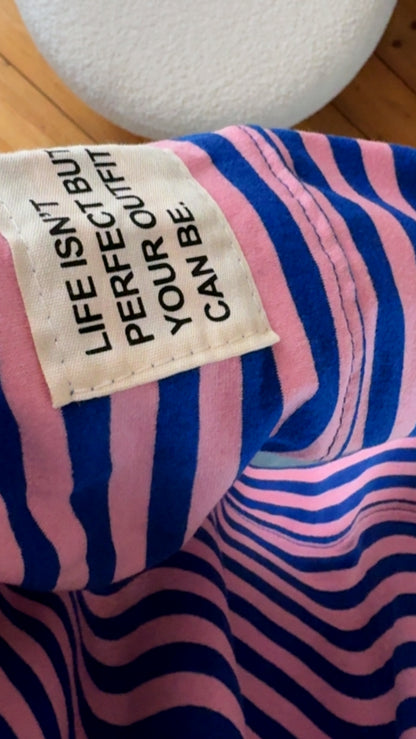 LIFE ISN'T
PERFECT BUT
YOUR OUTFIT
CAN BE.